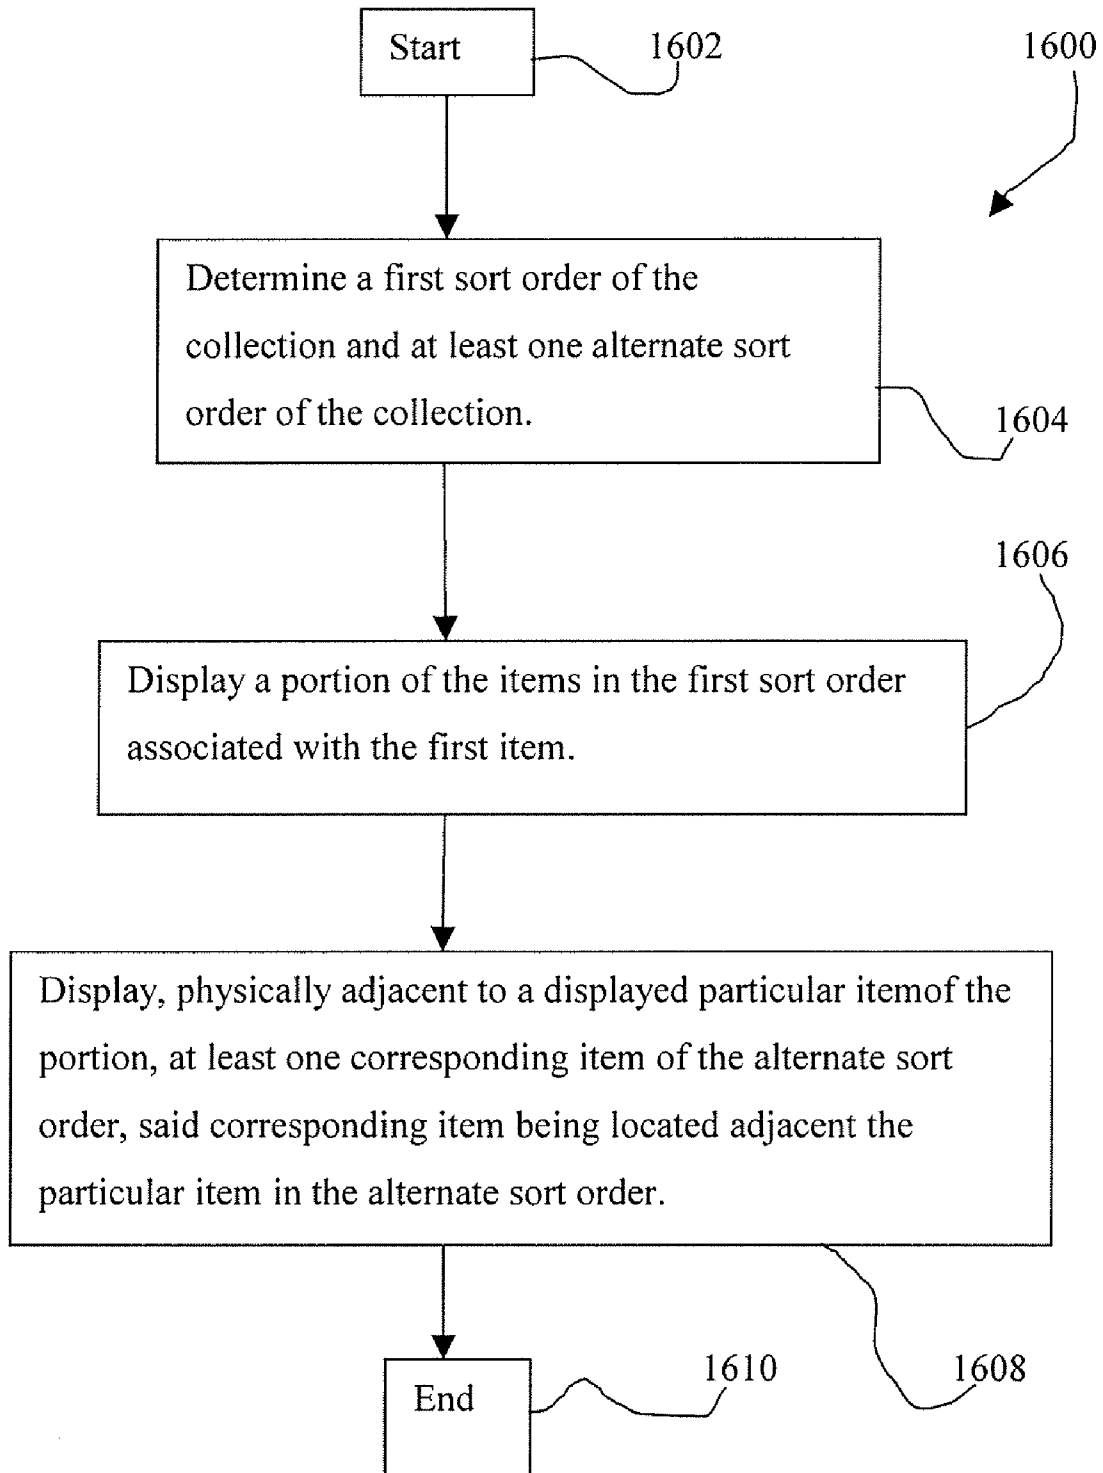 Start
1602
1600
Determine a first sort order of the
collection and at least one alternate sort
order of the collection.
1604
1606
Display a portion of the items in the first sort order
associated with the first item.
Display, physically adjacent to a displayed particular itemof the
portion, at least one corresponding item of the alternate sort
order, said corresponding item being located adjacent the
particular item in the alternate sort order.
1610
1608
End